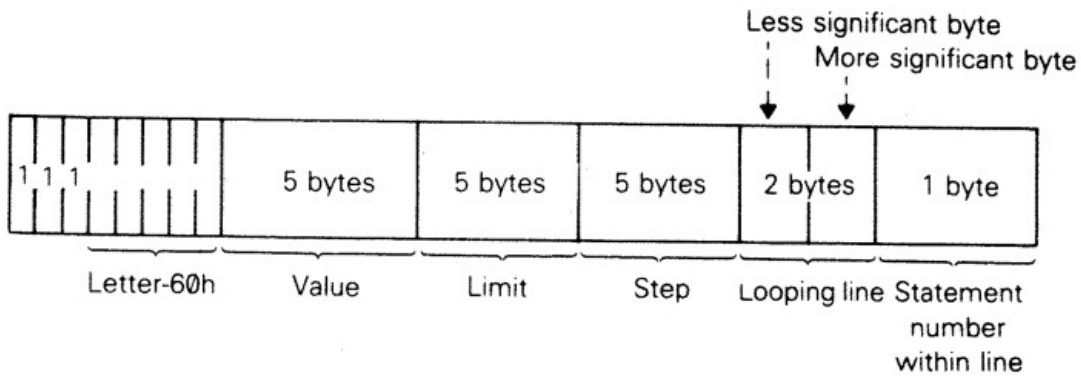 Less significant byte
More significant byte
1 1 1
5 bytes
5 bytes
5 bytes
2 bytes
1 byte
Letter-60h
Value
Limit
Step
Looping line
Statement
number
within line